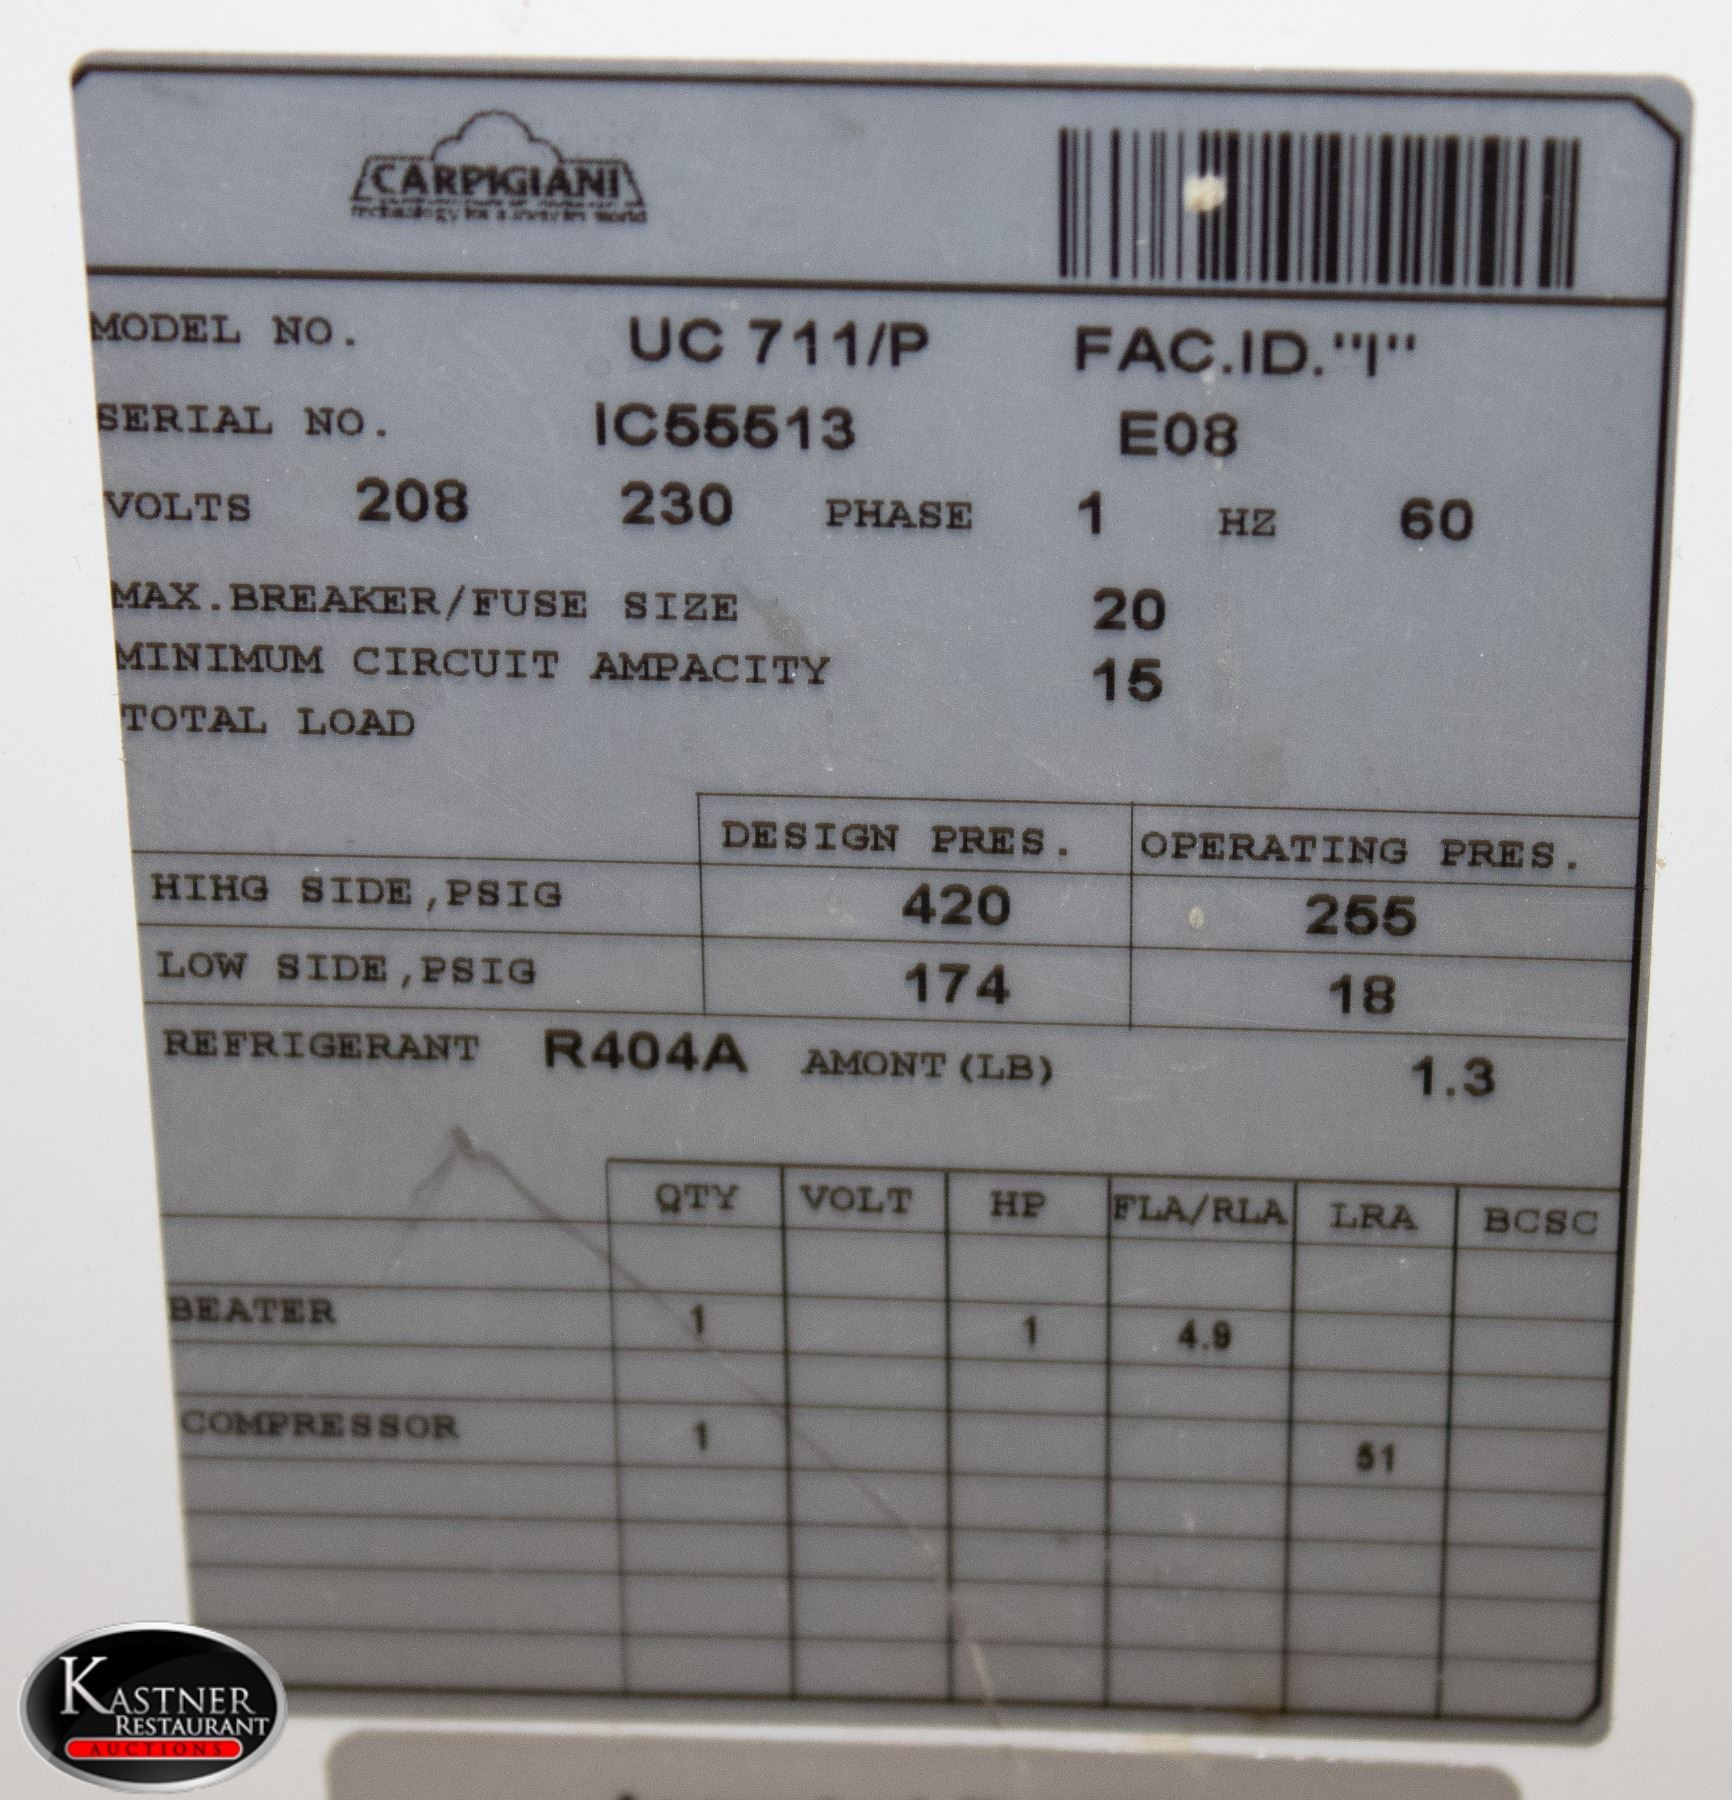 CARPIGIANI
MODEL NO. UC 711/P FAC.ID."I"
SERIAL NO. IC55513 E08
VOLTS 208 230 PHASE 1 HZ 60
MAX.BREAKER/FUSE SIZE 20
MINIMUM CIRCUIT AMPACITY 15
TOTAL LOAD
DESIGN PRES. OPERATING PRES.
HIHG SIDE,PSIG 420 255
LOW SIDE,PSIG 174 18
REFRIGERANT R404A AMONT(LB) 1.3
QTY VOLT HP FLA/RLA LRA BCSC
BEATER 1 1 4.9
COMPRESSOR 1 51
KASTNER
RESTAURANT
AUCTIONS